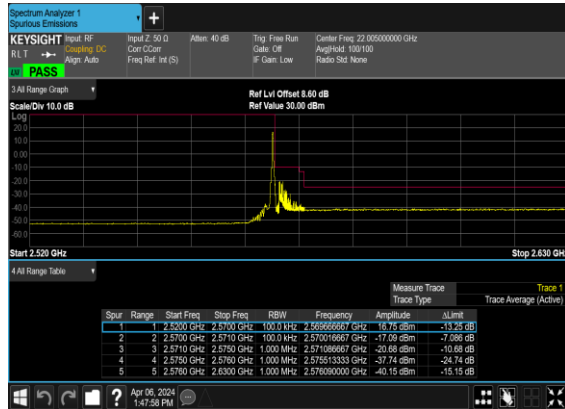 Spectrum Analyzer 1
Spurious Emissions
KEYSIGHT Input: RF Input Z: 50 Ω Atten: 40 dB Trig: Free Run Center Freq: 22.005000000 GHz
RLT Coupling: DC Corr CCorr Gate: Off Avg|Hold: 100/100
Align: Auto Freq Ref: Int (S) IF Gain: Low Radio Std: None
PASS
3 All Range Graph
Ref Lvl Offset 8.60 dB
Scale/Div 10.0 dB Ref Value 30.00 dBm
Log
20.0
10.0
0.00
-10.0
-20.0
-30.0
-40.0
-50.0
-60.0
Start 2.520 GHz Stop 2.630 GH
4 All Range Table
Measure Trace Trace 1
Trace Type Trace Average (Active)
Spur Range Start Freq Stop Freq RBW Frequency Amplitude ΔLimit
1 1 2.5200 GHz 2.5700 GHz 100.0 kHz 2.569666667 GHz 16.75 dBm -13.25 dB
2 2 2.5700 GHz 2.5710 GHz 100.0 kHz 2.570016667 GHz -17.09 dBm -7.086 dB
3 3 2.5710 GHz 2.5750 GHz 1.000 MHz 2.571086667 GHz -20.68 dBm -10.68 dB
4 4 2.5750 GHz 2.5760 GHz 1.000 MHz 2.575513333 GHz -37.74 dBm -24.74 dB
5 5 2.5760 GHz 2.6300 GHz 1.000 MHz 2.576090000 GHz -40.15 dBm -15.15 dB
Apr 06, 2024
1:47:58 PM